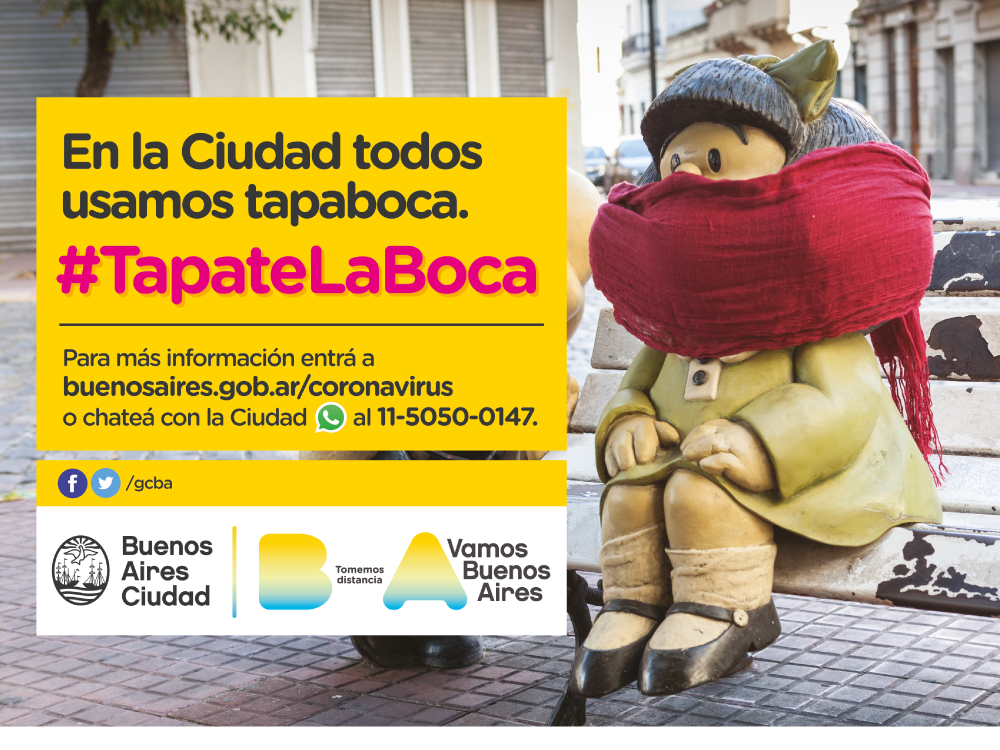 En la Ciudad todos
usamos tapaboca.
#TapateLaBoca
Para más información entrá a
buenosaires.gob.ar/coronavirus
o chateá con la Ciudad al 11-5050-0147.
/gcba
Buenos
Aires
Ciudad
B
Tomemos
distancia
A
Vamos
Buenos
Aires